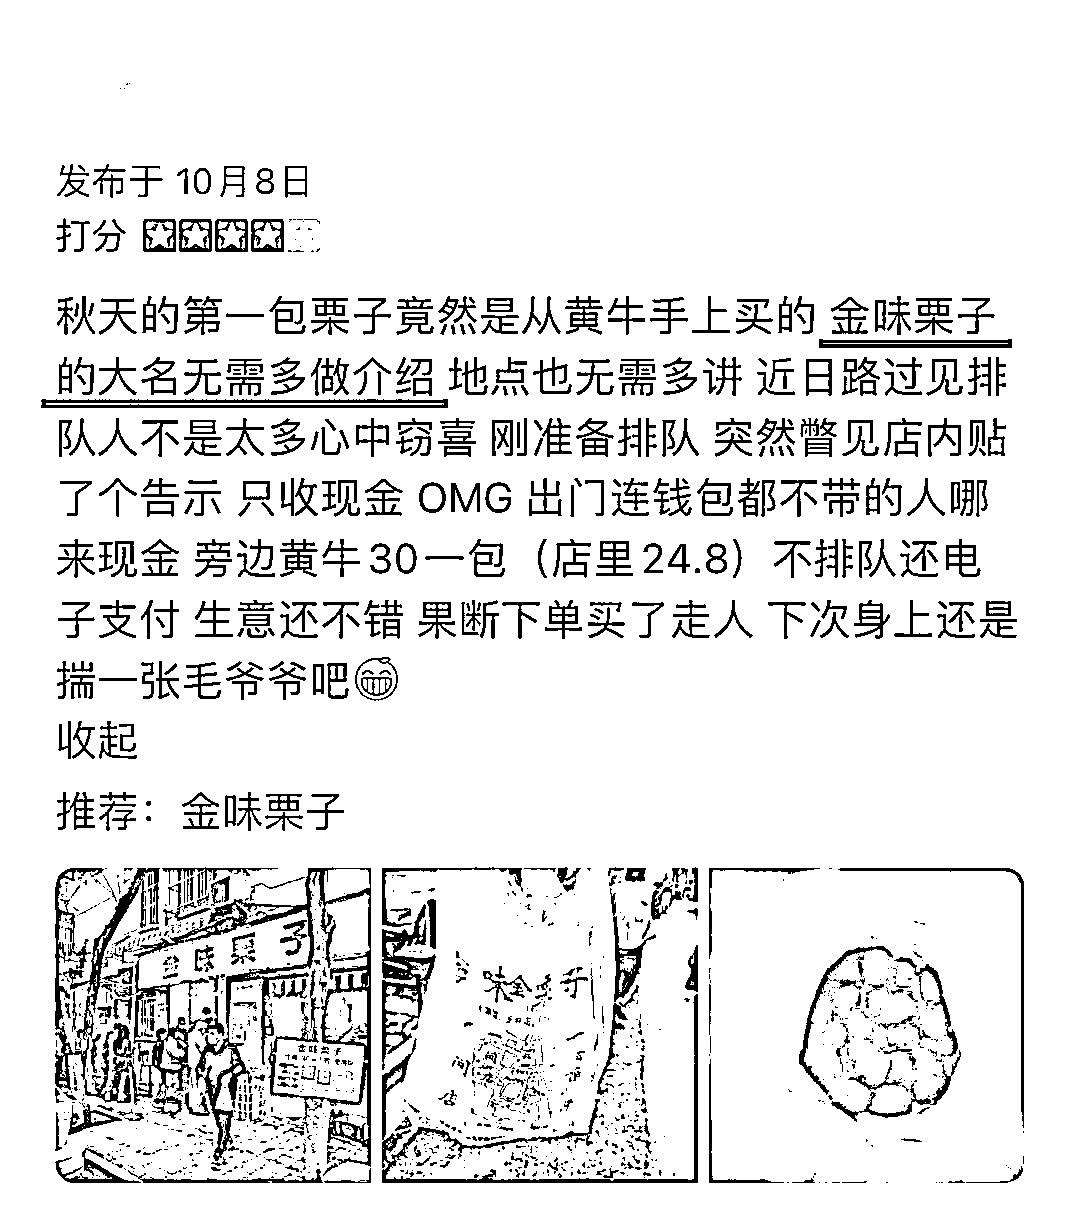 发布于 10月8日
打分
秋天的第一包栗子竟然是从黄牛手上买的 金味栗子
的大名无需多做介绍 地点也无需多讲 近日路过见排
队人不是太多心中窃喜 刚准备排队 突然瞥见店内贴
了个告示 只收现金 OMG 出门连钱包都不带的人哪
来现金 旁边黄牛30一包（店里24.8）不排队还电
子支付 生意还不错 果断下单买了走人 下次身上还是
揣一张毛爷爷吧😁
收起
推荐：金味栗子
金味栗子
金味栗子